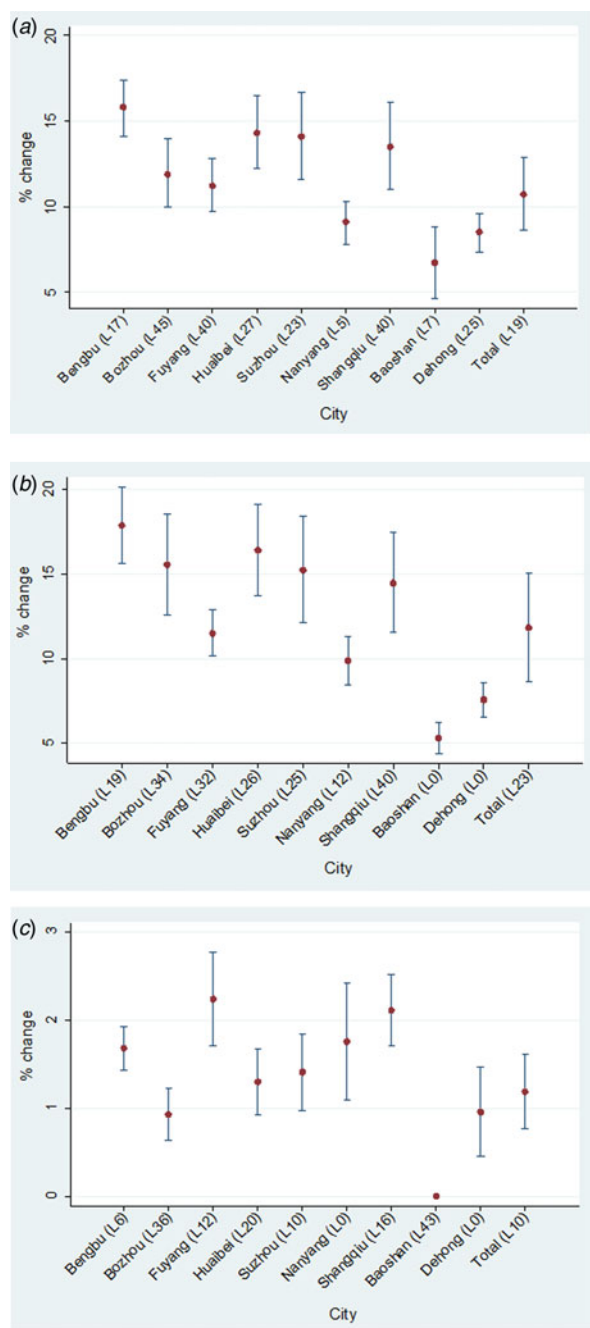 (a)
20
15
10
5
% change
Bengbu (L17)
Bozhou (L45)
Fuyang (L40)
Huaibei (L27)
Suzhou (L23)
Nanyang (L5)
Shangqiu (L40)
Baoshan (L7)
Dehong (L25)
Total (L19)
City
(b)
20
15
10
5
% change
Bengbu (L19)
Bozhou (L34)
Fuyang (L32)
Huaibei (L26)
Suzhou (L25)
Nanyang (L12)
Shangqiu (L40)
Baoshan (L0)
Dehong (L0)
Total (L23)
City
(c)
3
2
1
0
% change
Bengbu (L6)
Bozhou (L36)
Fuyang (L12)
Huaibei (L20)
Suzhou (L10)
Nanyang (L0)
Shangqiu (L16)
Baoshan (L43)
Dehong (L0)
Total (L10)
City